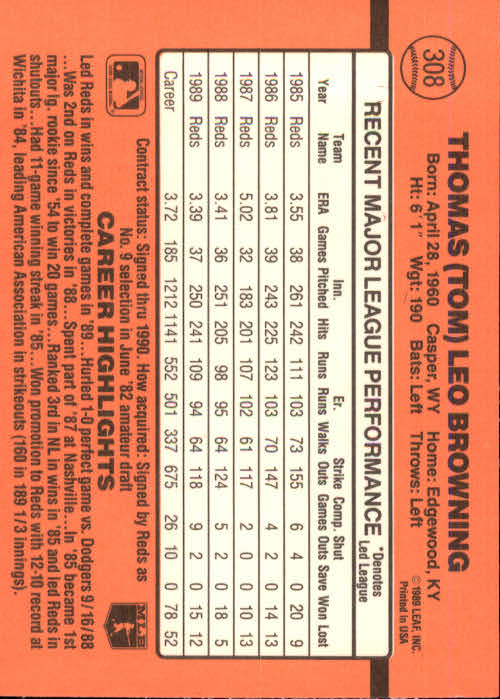 308
THOMAS (TOM) LEO BROWNING
Born: April 28, 1960 Casper, WY Home: Edgewood, KY
Ht: 6' 1" Wgt: 190 Bats: Left Throws: Left
©1989 LEAF, INC.
Printed in USA
RECENT MAJOR LEAGUE PERFORMANCE *Denotes Led League
Team Inn. Er. Strike Comp. Shut
Year Name ERA Games Pitched Hits Runs Runs Walks Outs Games Outs Save Won Lost
1985 Reds 3.55 38 261 242 111 103 73 155 6 4 0 20 9
1986 Reds 3.81 39 243 225 123 103 70 147 4 2 0 14 13
1987 Reds 5.02 32 183 201 107 102 61 117 2 0 0 10 13
1988 Reds 3.41 36 251 205 98 95 64 124 5 2 0 18 5
1989 Reds 3.39 37 250 241 109 94 64 118 9 2 0 15 12
Career 3.72 185 1212 1141 552 501 337 675 26 10 0 78 52
Contract status: Signed thru 1990. How acquired: Signed by Reds as
No. 9 selection in June '82 amateur draft
CAREER HIGHLIGHTS
MLB
Led Reds in wins and complete games in '89...Hurled 1-0 perfect game vs. Dodgers 9/16/88
...Was 2nd on Reds in victories in '88...Spent part of '87 at Nashville...In '85 became 1st
major lg. rookie since '54 to win 20 games...Ranked 3rd in NL in wins in '85 and led Reds in
shutouts...Had 11-game winning streak in '85...Won promotion to Reds with 12-10 record at
Wichita in '84, leading American Association in strikeouts (160 in 189 1/3 innings).